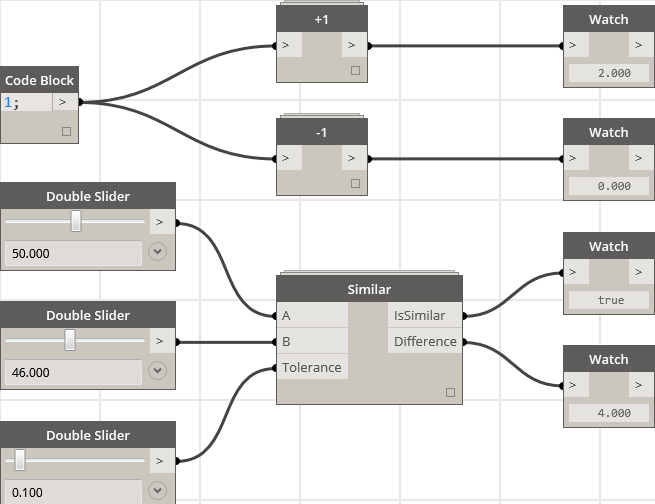 +1
> >
Watch
> >
2.000
Code Block
1; >
-1
> >
Watch
> >
0.000
Double Slider
>
50.000
Double Slider
>
46.000
Double Slider
>
0.100
Similar
A IsSimilar
B Difference
Tolerance
Watch
> >
true
Watch
> >
4.000